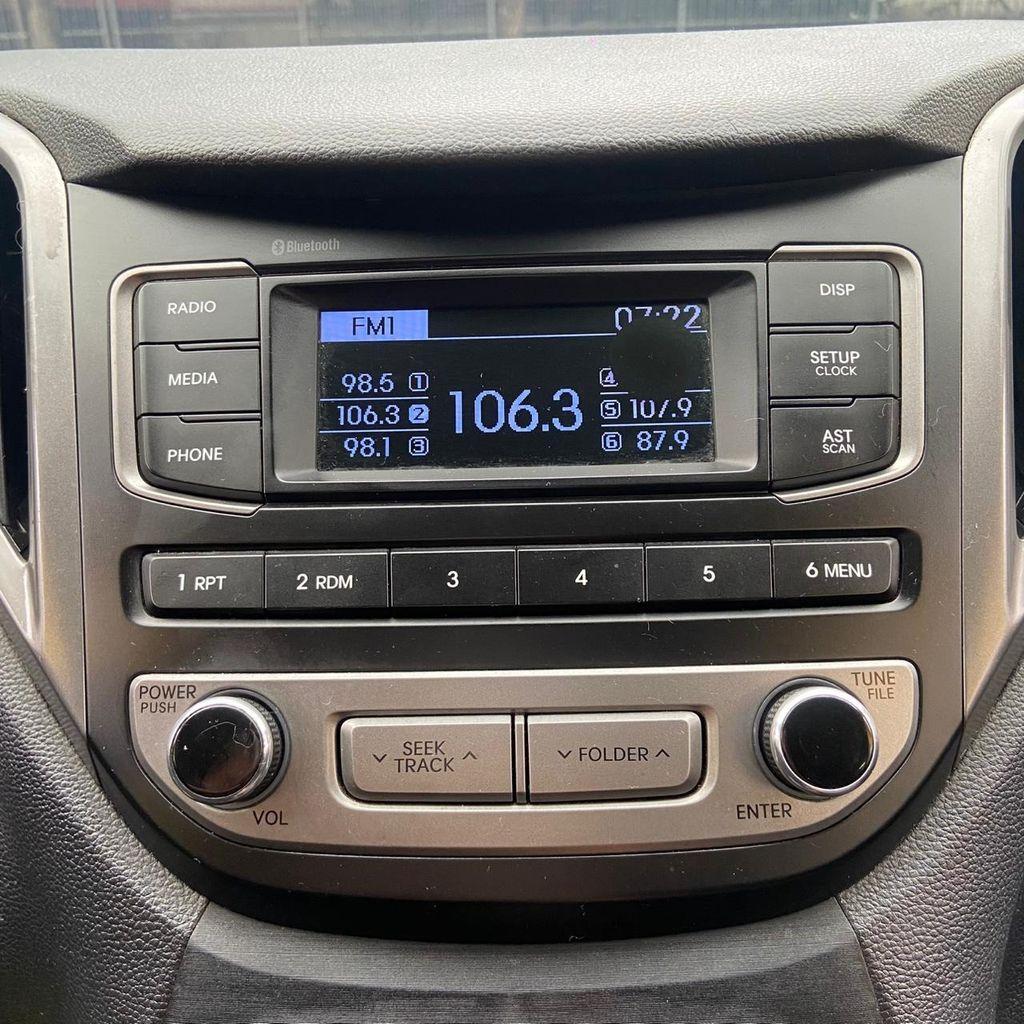 Bluetooth
RADIO
MEDIA
PHONE
FM1
07:22
98.5 1
106.3 2
98.1 3
106.3
4
5 107.9
6 87.9
DISP
SETUP
CLOCK
AST
SCAN
1 RPT
2 RDM
3
4
5
6 MENU
POWER
PUSH
VOL
SEEK
TRACK
FOLDER
TUNE
FILE
ENTER